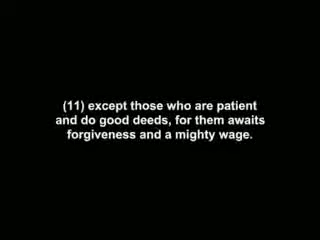 (11) except those who are patient
and do good deeds, for them awaits
forgiveness and a mighty wage.